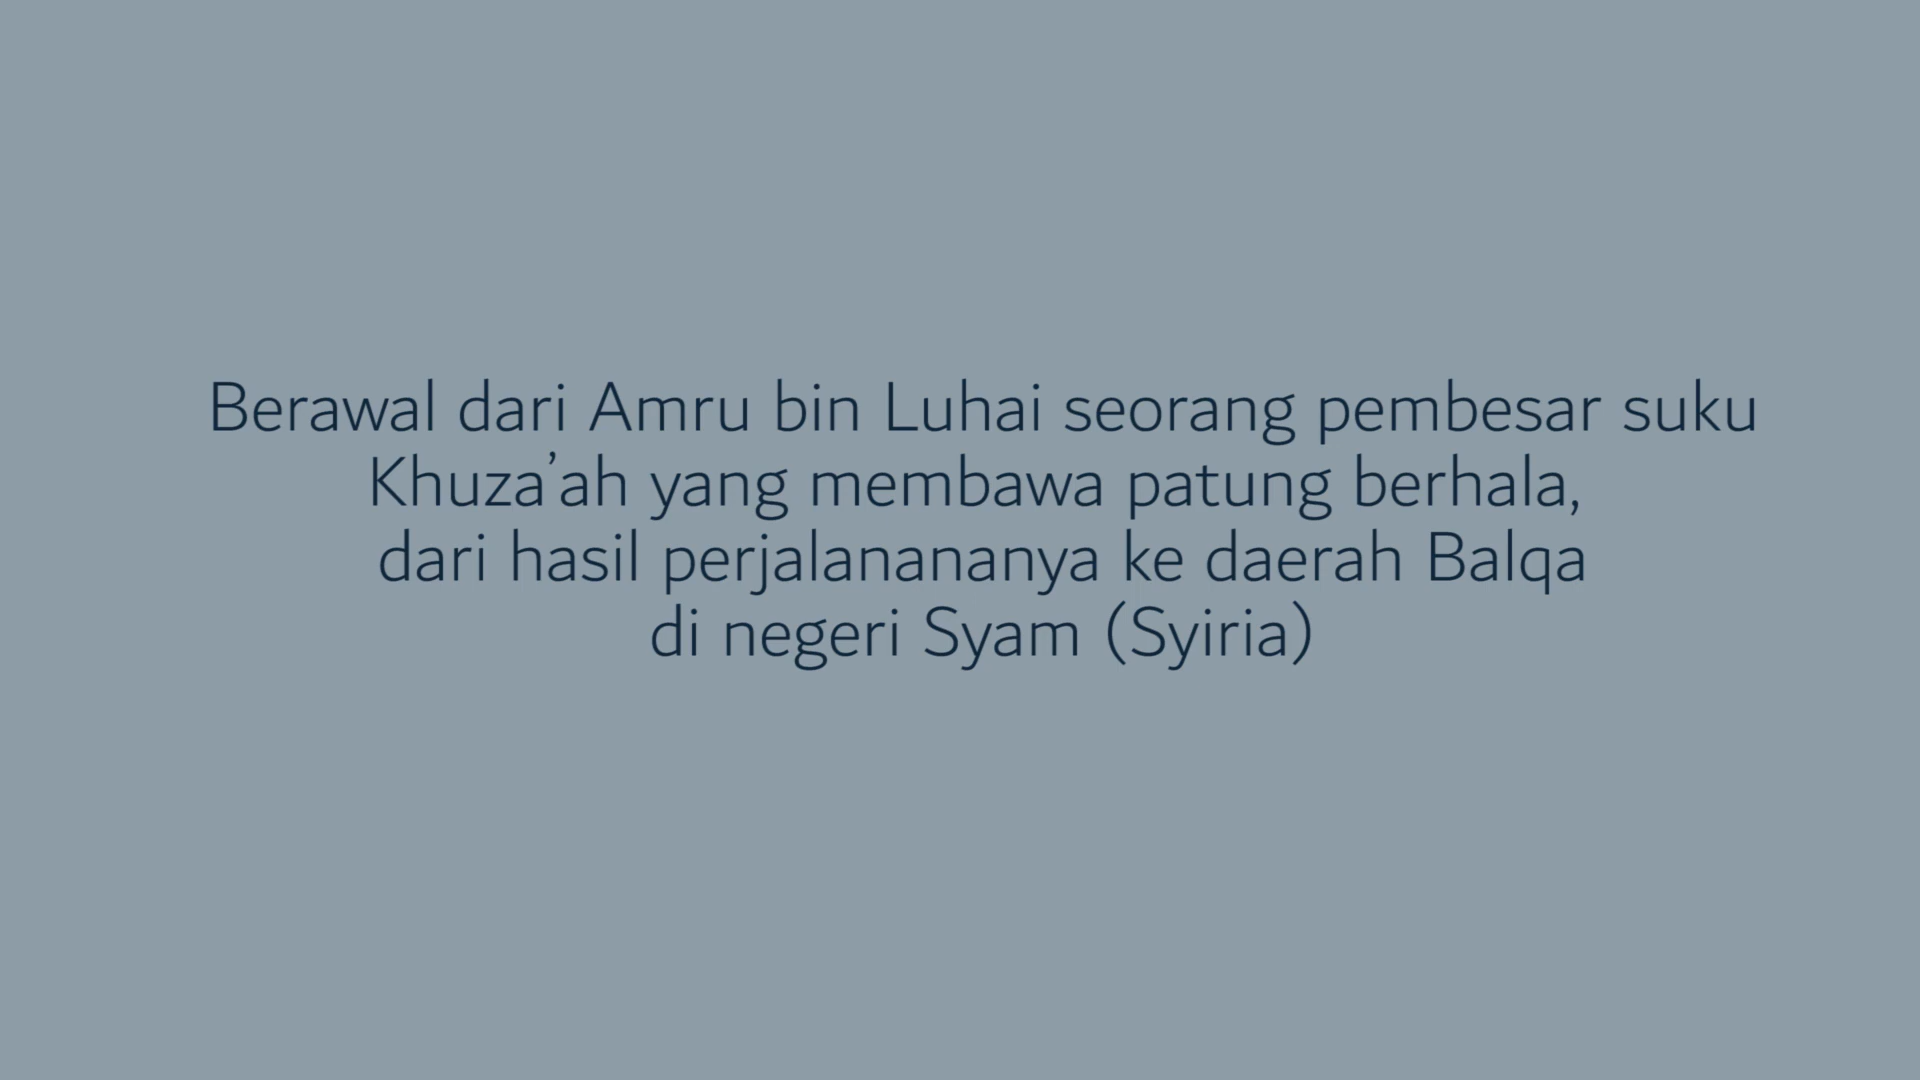 Berawal dari Amru bin Luhai seorang pembesar suku
Khuza’ah yang membawa patung berhala,
dari hasil perjalanananya ke daerah Balqa
di negeri Syam (Syiria)